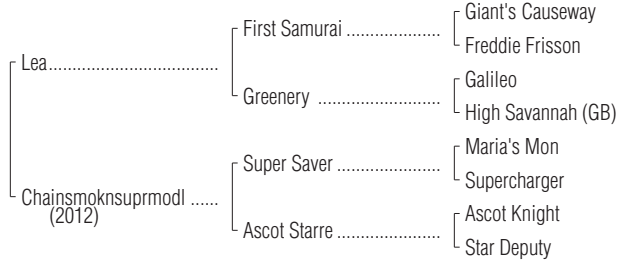 Giant's Causeway
First Samurai ......................
Freddie Frisson
Lea..................................
Galileo
Greenery ...........................
High Savannah (GB)
Maria's Mon
Super Saver .......................
Supercharger
Chainsmoknsuprmodl ......
(2012)
Ascot Knight
Ascot Starre .......................
Star Deputy